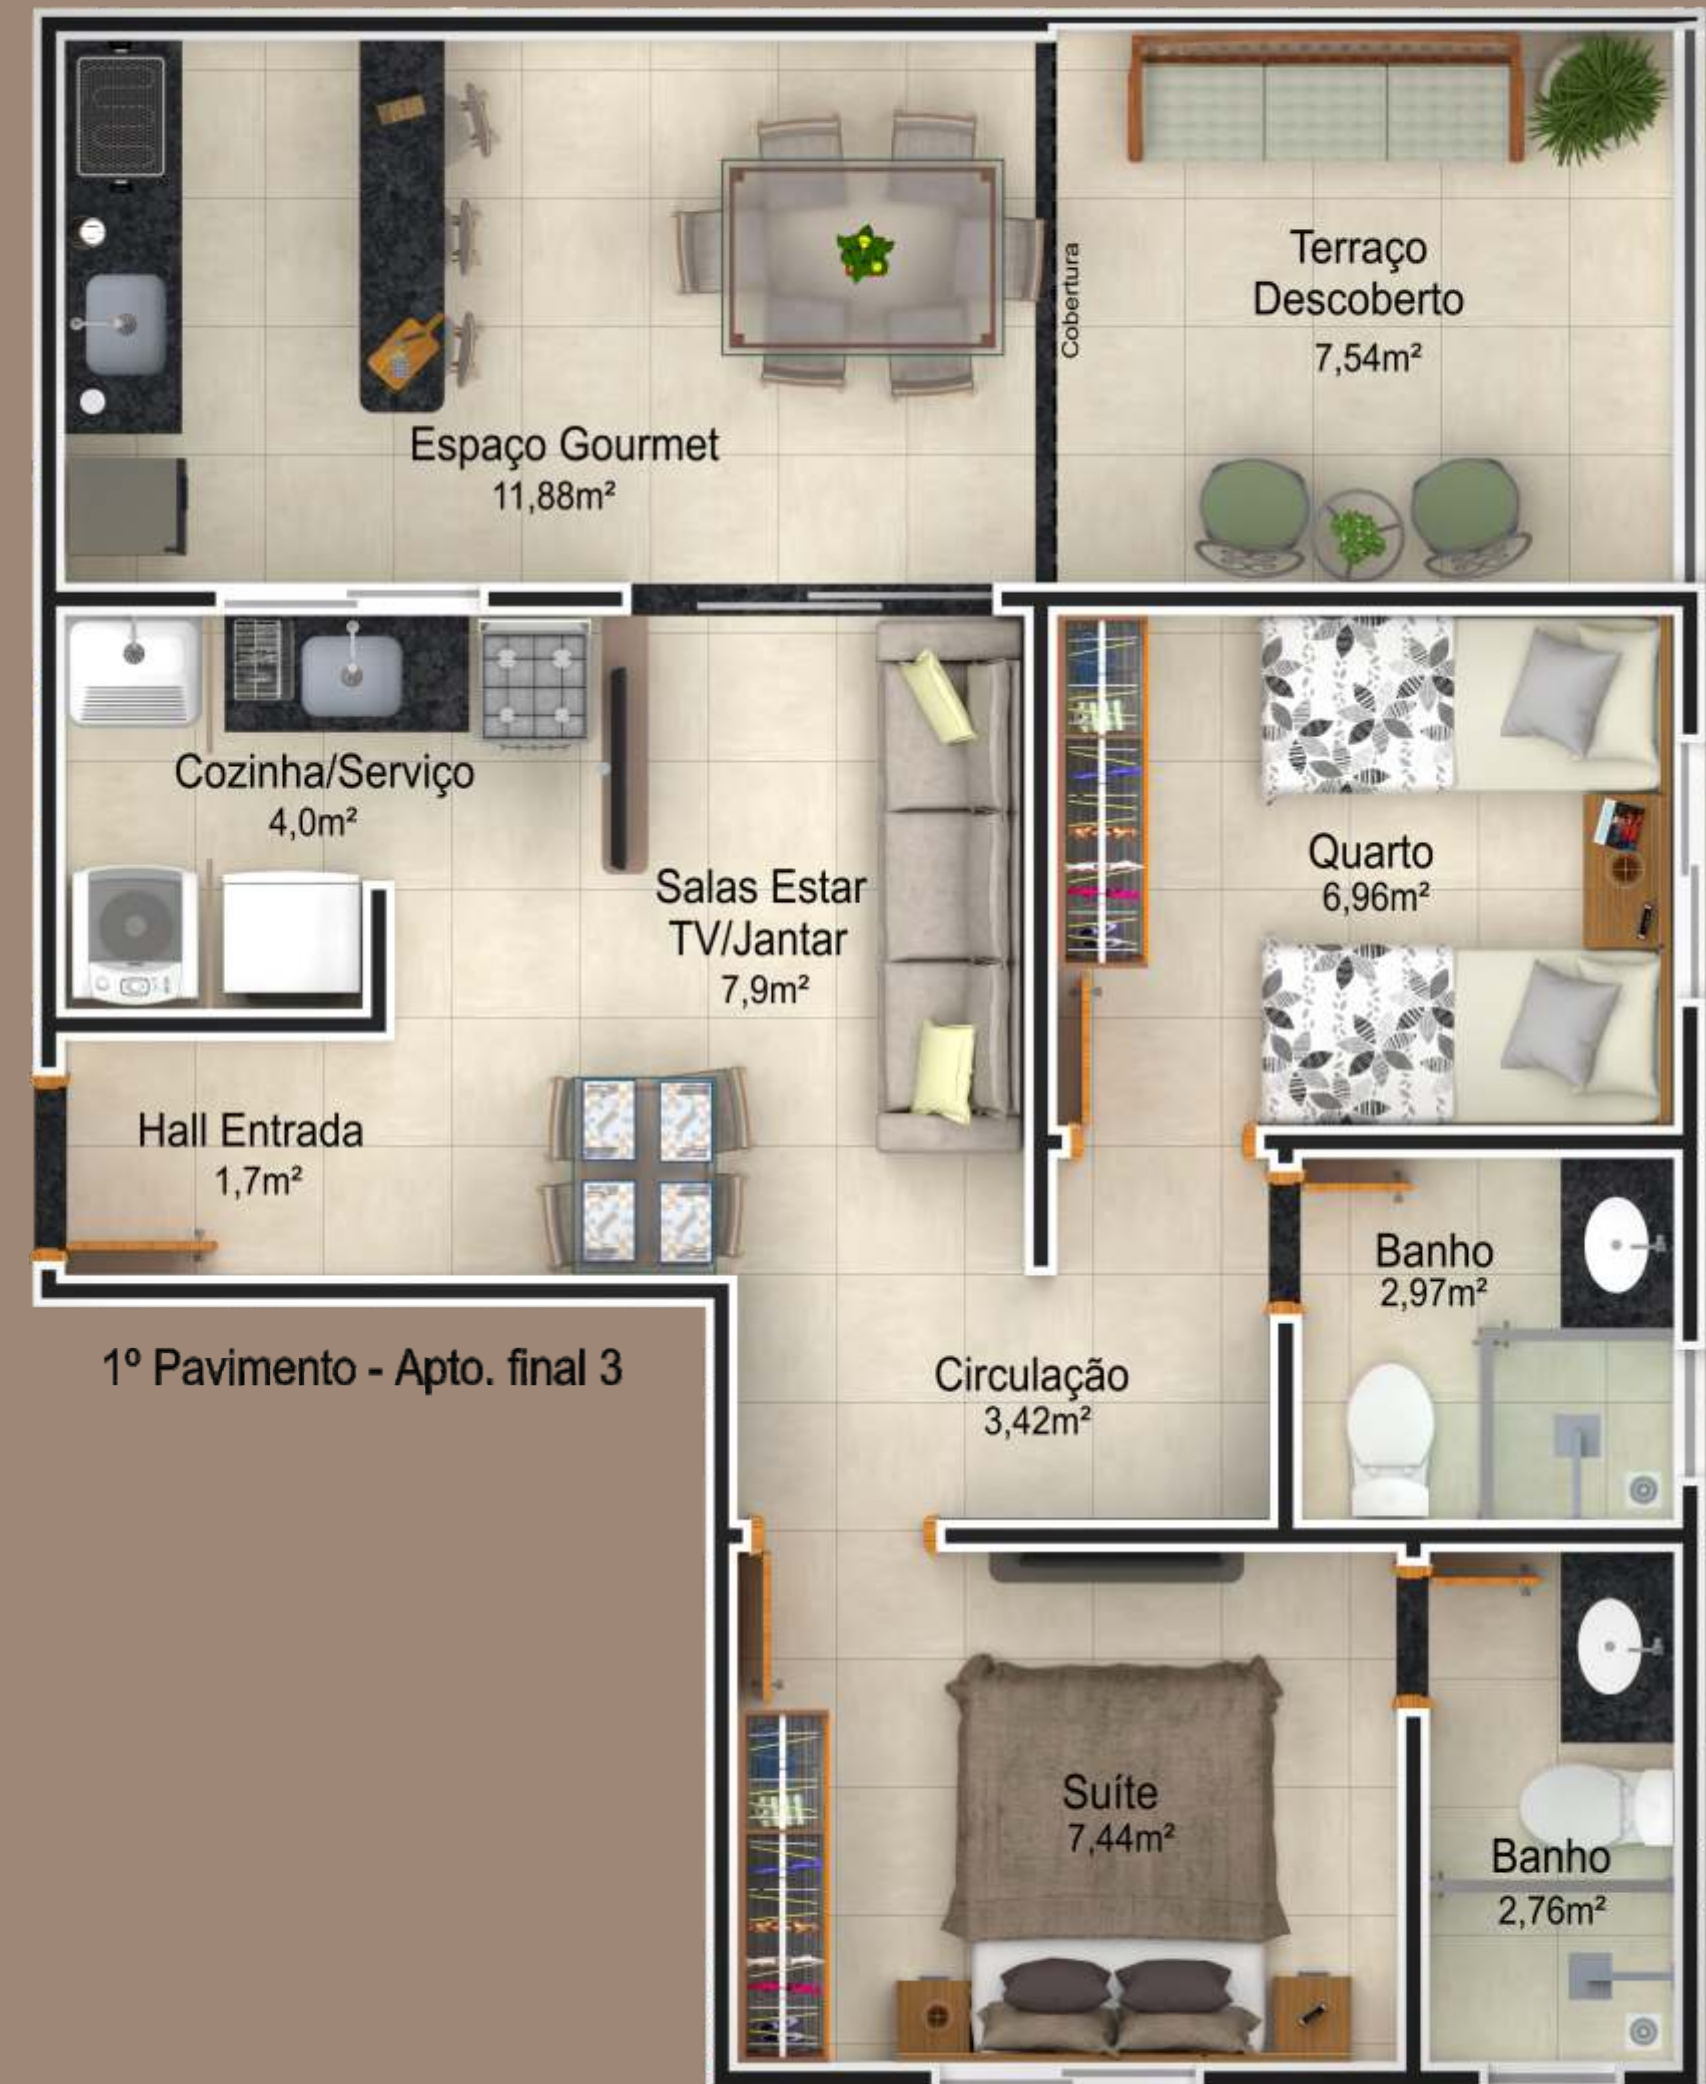 Terraço
Descoberto
7,54m²
Cobertura
Espaço Gourmet
11,88m²
Cozinha/Serviço
4,0m²
Salas Estar
TV/Jantar
7,9m²
Quarto
6,96m²
Hall Entrada
1,7m²
Banho
2,97m²
1º Pavimento - Apto. final 3
Circulação
3,42m²
Suíte
7,44m²
Banho
2,76m²